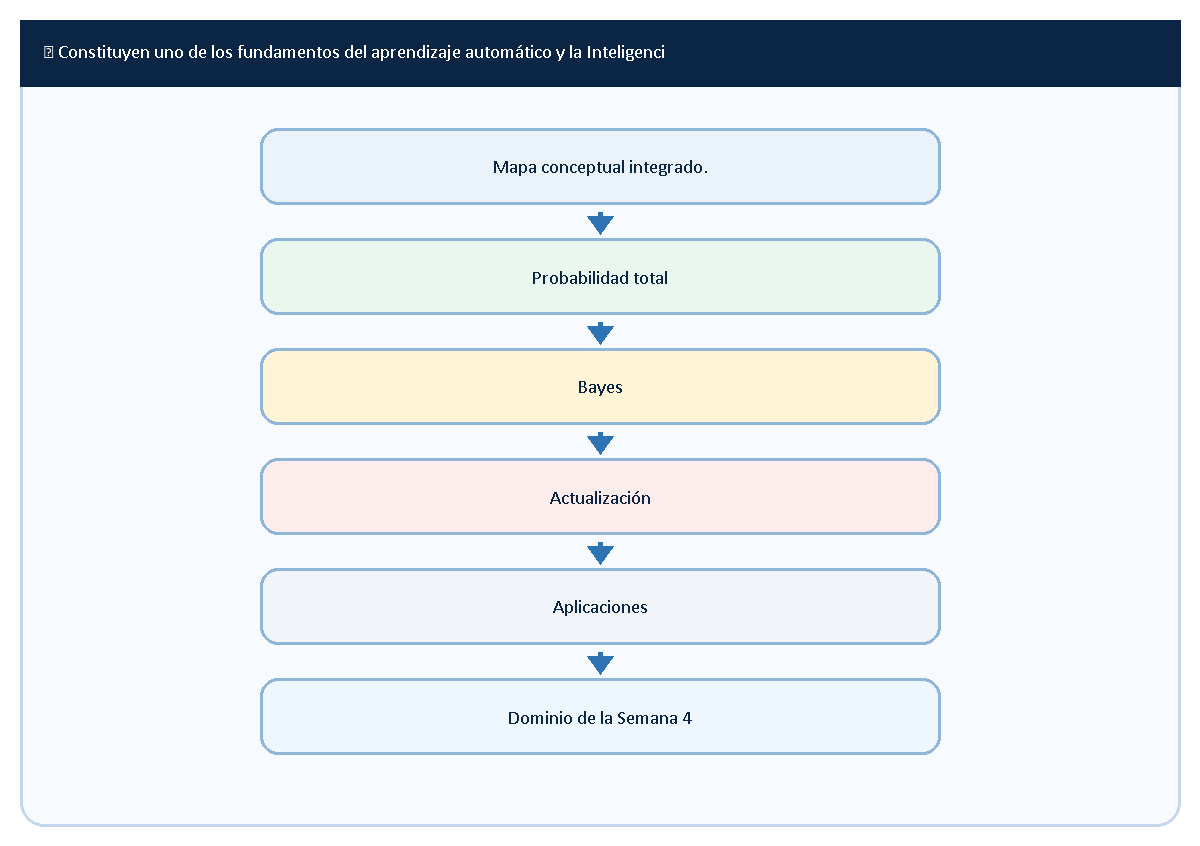 Constituyen uno de los fundamentos del aprendizaje automático y la Inteligenci
Mapa conceptual integrado.
Probabilidad total
Bayes
Actualización
Aplicaciones
Dominio de la Semana 4